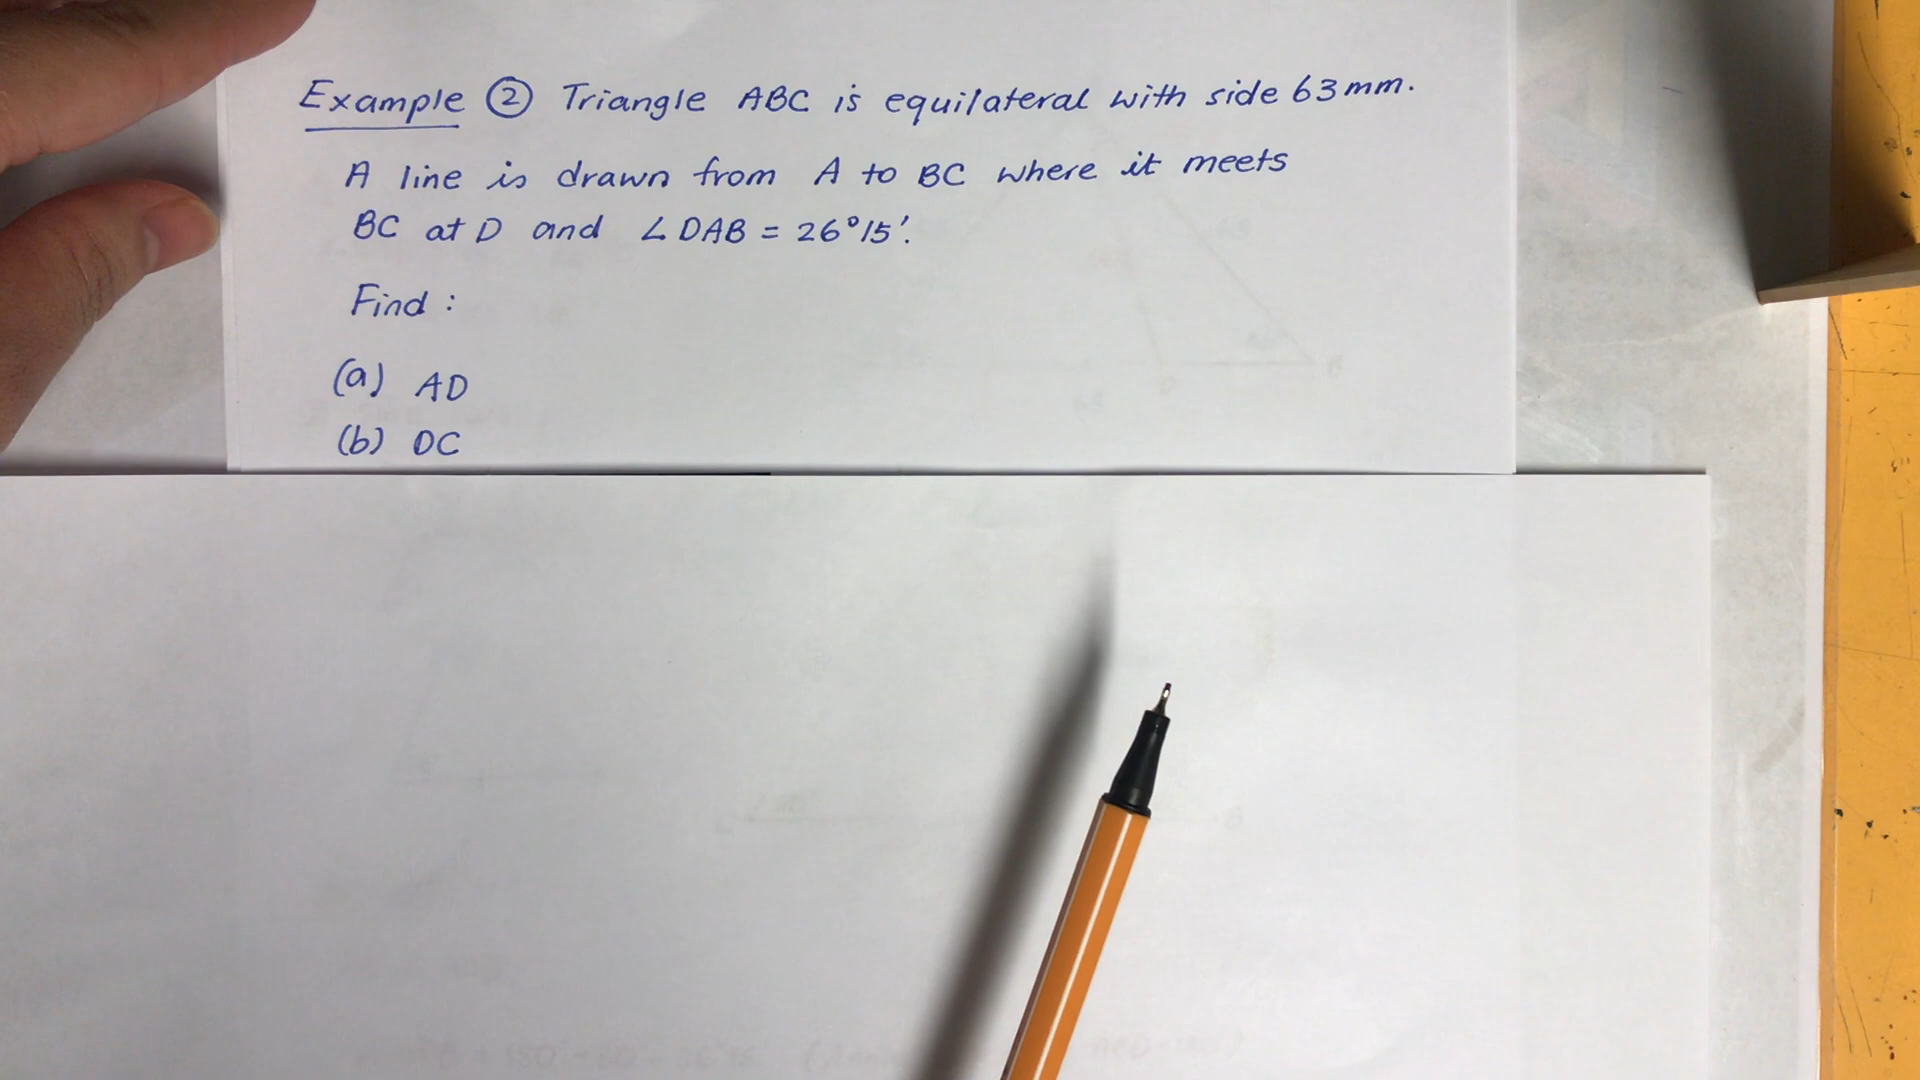 Example ② Triangle ABC is equilateral with side 63mm.
A line is drawn from A to BC where it meets
BC at D and ∠DAB = 26°15'.
Find :
(a) AD
(b) DC